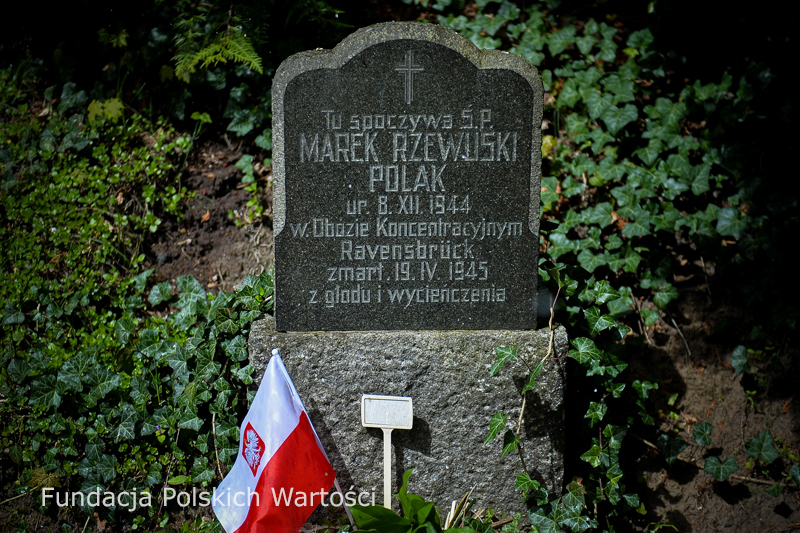 Tu spoczywa Ś.P.
MAREK RZEWUSKI
POLAK
ur. 8. XII. 1944
w. Obozie Koncentracyjnym
Ravensbrück
zmarł. 19. IV. 1945
z głodu i wycieńczenia
Fundacja Polskich Wartości